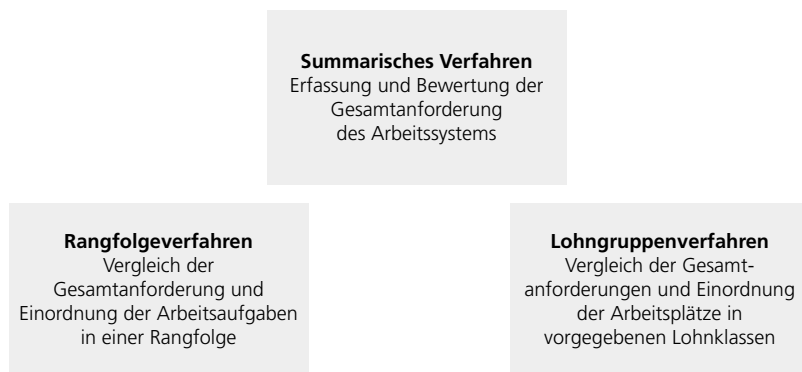 Summarisches Verfahren
Erfassung und Bewertung der
Gesamtanforderung
des Arbeitssystems
Rangfolgeverfahren
Vergleich der
Gesamtanforderung und
Einordnung der Arbeitsaufgaben
in einer Rangfolge
Lohngruppenverfahren
Vergleich der Gesamt-
anforderungen und Einordnung
der Arbeitsplätze in
vorgegebenen Lohnklassen